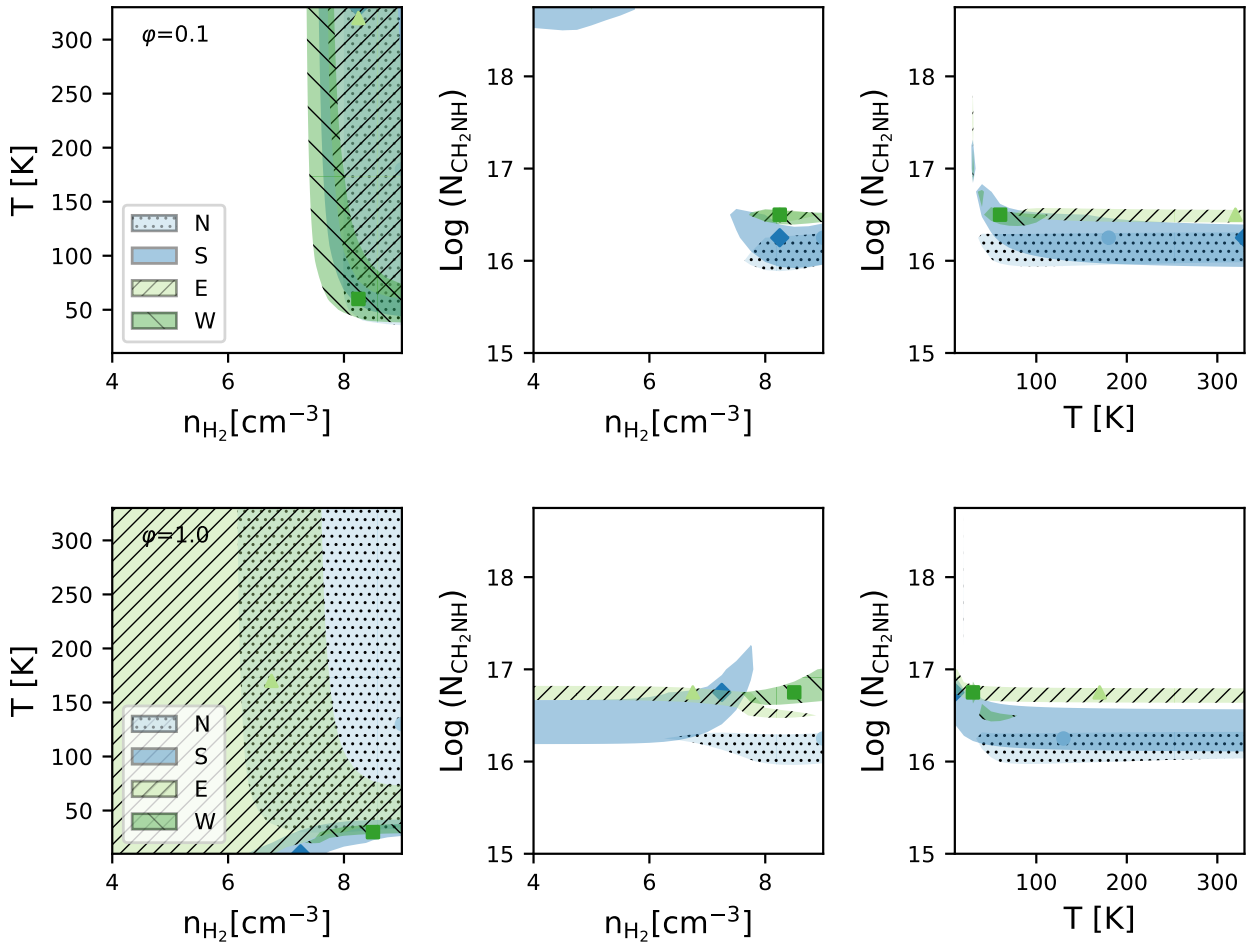 φ=0.1
300
250
200
150
100
50
T [K]
N
S
E
W
4 6 8
n_H₂[cm⁻³]
18
17
16
15
Log (N_CH₂NH)
4 6 8
n_H₂[cm⁻³]
18
17
16
15
Log (N_CH₂NH)
100 200 300
T [K]
φ=1.0
300
250
200
150
100
50
T [K]
N
S
E
W
4 6 8
n_H₂[cm⁻³]
18
17
16
15
Log (N_CH₂NH)
4 6 8
n_H₂[cm⁻³]
18
17
16
15
Log (N_CH₂NH)
100 200 300
T [K]